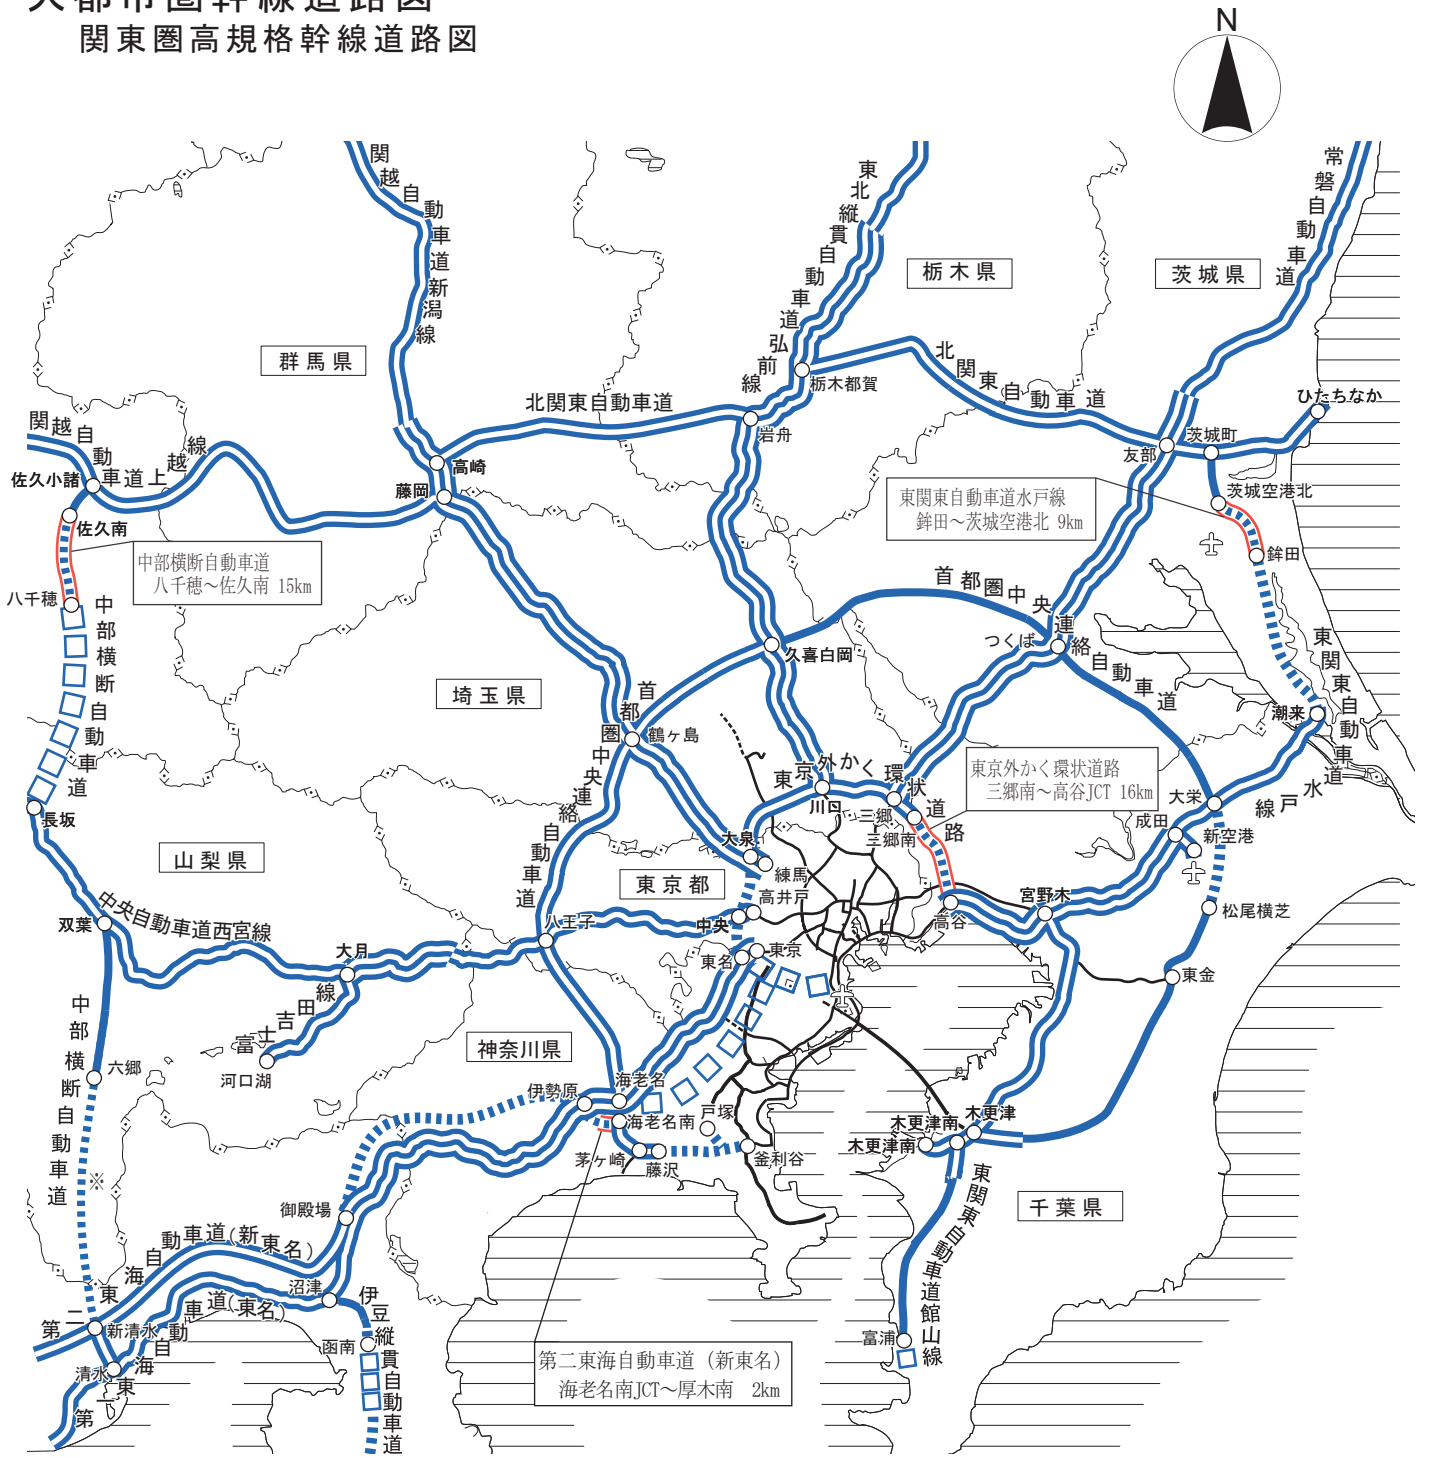 大都市圏幹線道路図
関東圏高規格幹線道路図
N
関越自動車道新潟線
東北縦貫自動車道弘前線
常磐自動車道
栃木県
茨城県
群馬県
栃木都賀
北関東自動車道
北関東自動車道
岩舟
ひたちなか
茨城町
友部
関越自動車道上越線
佐久小諸
高崎
藤岡
佐久南
東関東自動車道水戸線
鉾田～茨城空港北 9km
茨城空港北
鉾田
中部横断自動車道
八千穂～佐久南 15km
八千穂
中部横断自動車道
首都圏中央連絡自動車道
つくば
久喜白岡
東関東自動車道水戸線
埼玉県
首都圏中央連絡自動車道
鶴ヶ島
潮来
東京外かく環状道路
東京外かく環状道路
三郷南～高谷JCT 16km
川口
三郷
三郷南
大栄
成田
新空港
長坂
山梨県
大泉
練馬
東京都
高井戸
中央
八王子
宮野木
高谷
松尾横芝
双葉
中央自動車道西宮線
大月
東京
東名
東金
富士吉田線
河口湖
中部横断自動車道
六郷
※
神奈川県
伊勢原
海老名
海老名南
戸塚
茅ヶ崎
藤沢
釜利谷
木更津南
木更津
木更津南
千葉県
東関東自動車道館山線
御殿場
第二東海自動車道(新東名)
第一東海自動車道(東名)
沼津
伊豆縦貫自動車道
新清水
函南
清水
富浦
第二東海自動車道（新東名）
海老名南JCT～厚木南 2km